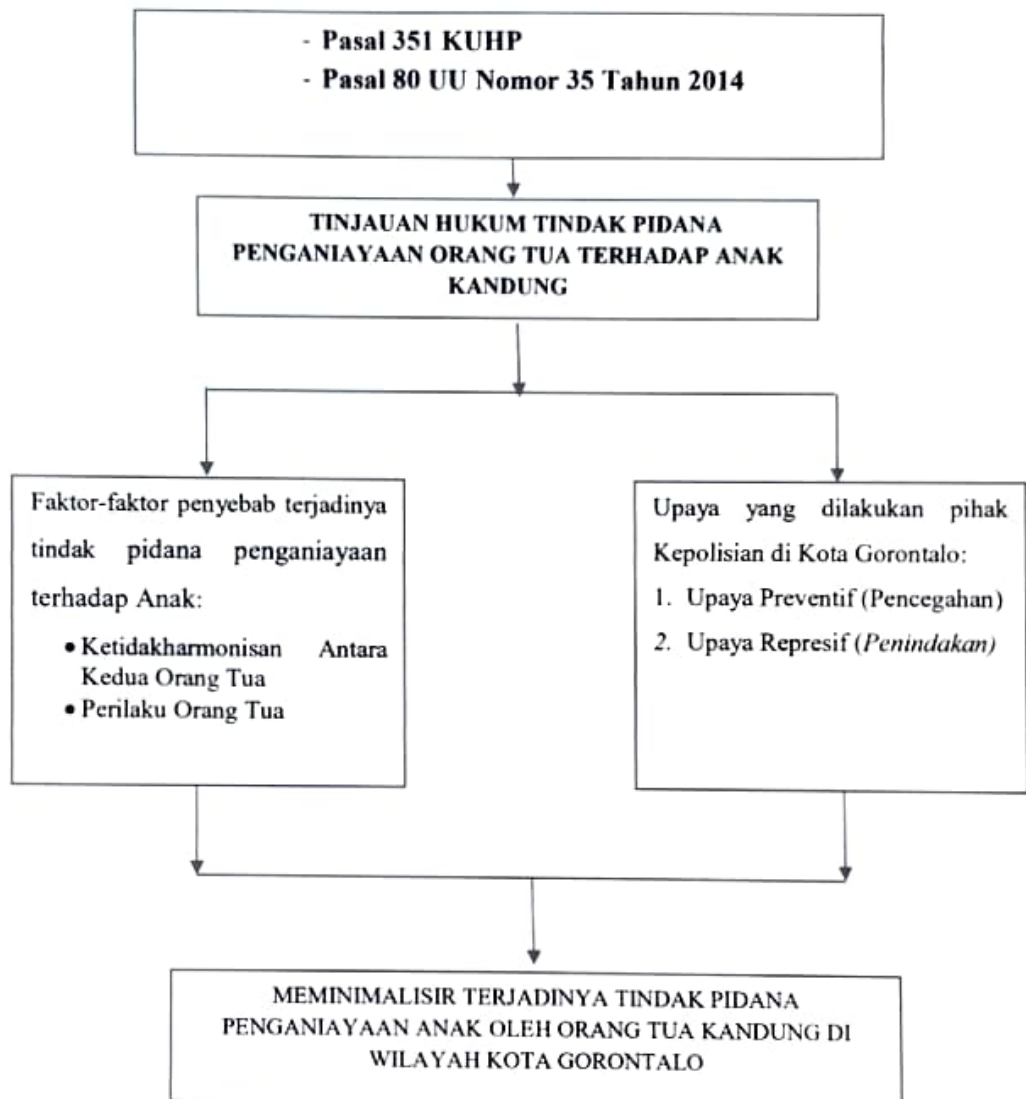 - Pasal 351 KUHP
- Pasal 80 UU Nomor 35 Tahun 2014
TINJAUAN HUKUM TINDAK PIDANA
PENGANIAYAAN ORANG TUA TERHADAP ANAK
KANDUNG
Faktor-faktor penyebab terjadinya
tindak pidana penganiayaan
terhadap Anak:
• Ketidakharmonisan Antara
Kedua Orang Tua
• Perilaku Orang Tua
Upaya yang dilakukan pihak
Kepolisian di Kota Gorontalo:
1. Upaya Preventif (Pencegahan)
2. Upaya Represif (Penindakan)
MEMINIMALISIR TERJADINYA TINDAK PIDANA
PENGANIAYAAN ANAK OLEH ORANG TUA KANDUNG DI
WILAYAH KOTA GORONTALO